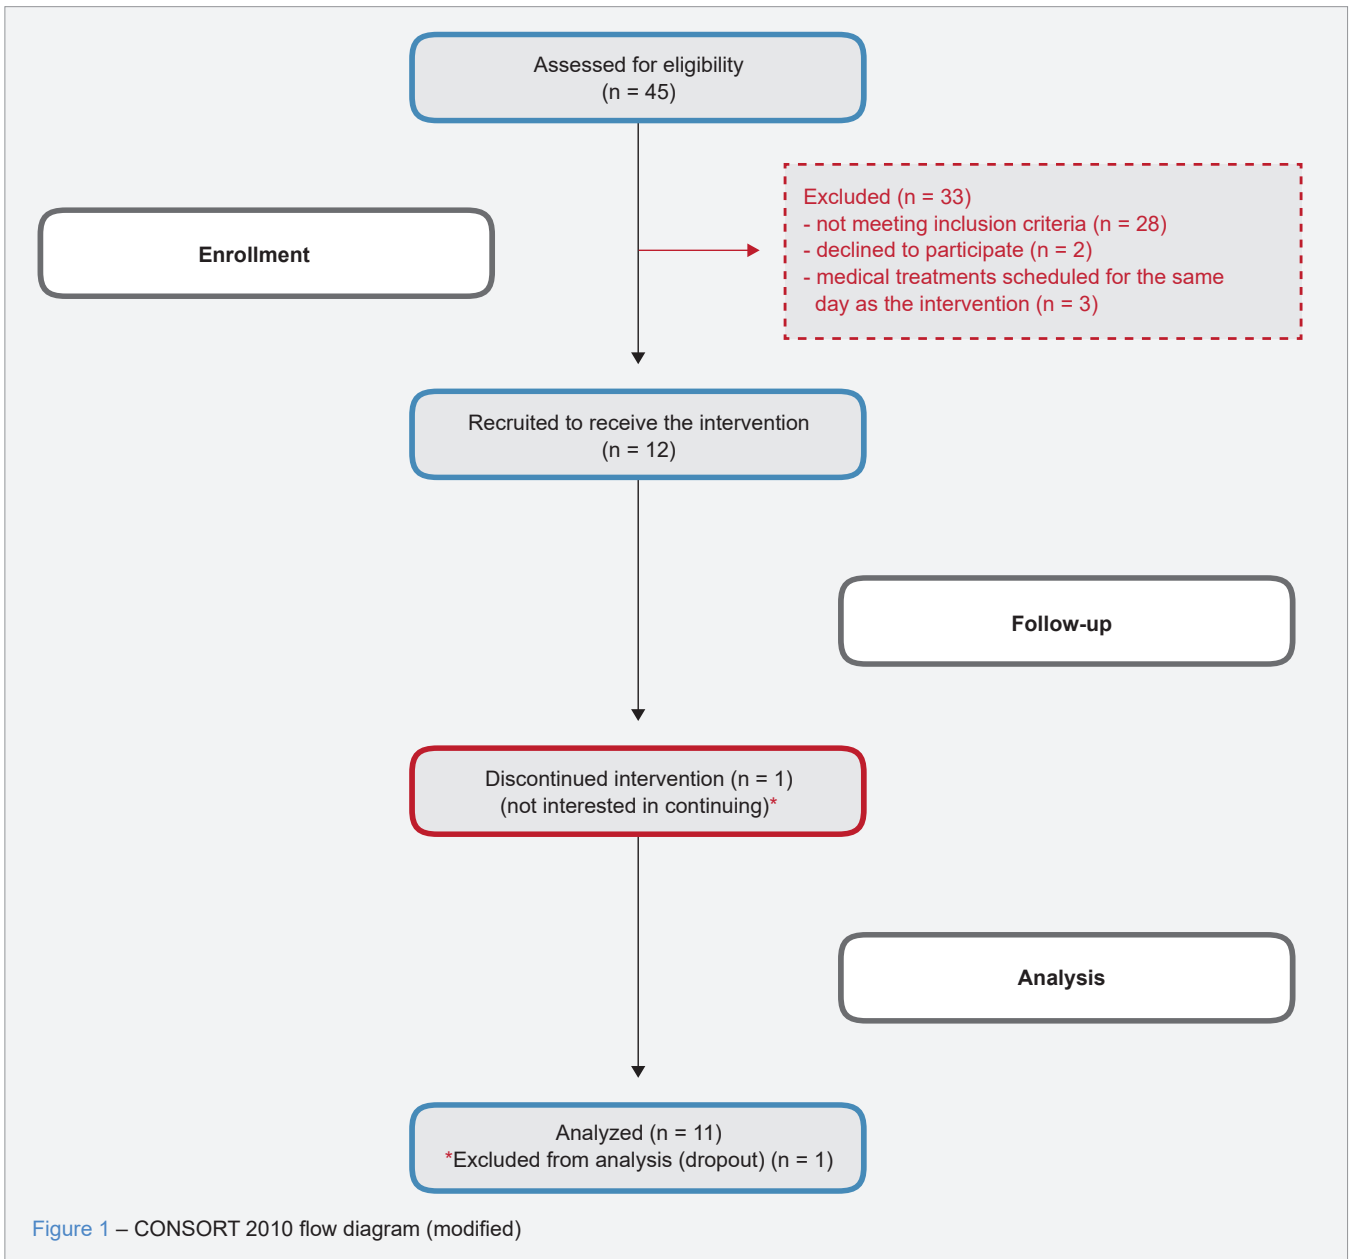 Assessed for eligibility
(n = 45)
Excluded (n = 33)
- not meeting inclusion criteria (n = 28)
- declined to participate (n = 2)
- medical treatments scheduled for the same
day as the intervention (n = 3)
Enrollment
Recruited to receive the intervention
(n = 12)
Follow-up
Discontinued intervention (n = 1)
(not interested in continuing)*
Analysis
Analyzed (n = 11)
*Excluded from analysis (dropout) (n = 1)
Figure 1 – CONSORT 2010 flow diagram (modified)